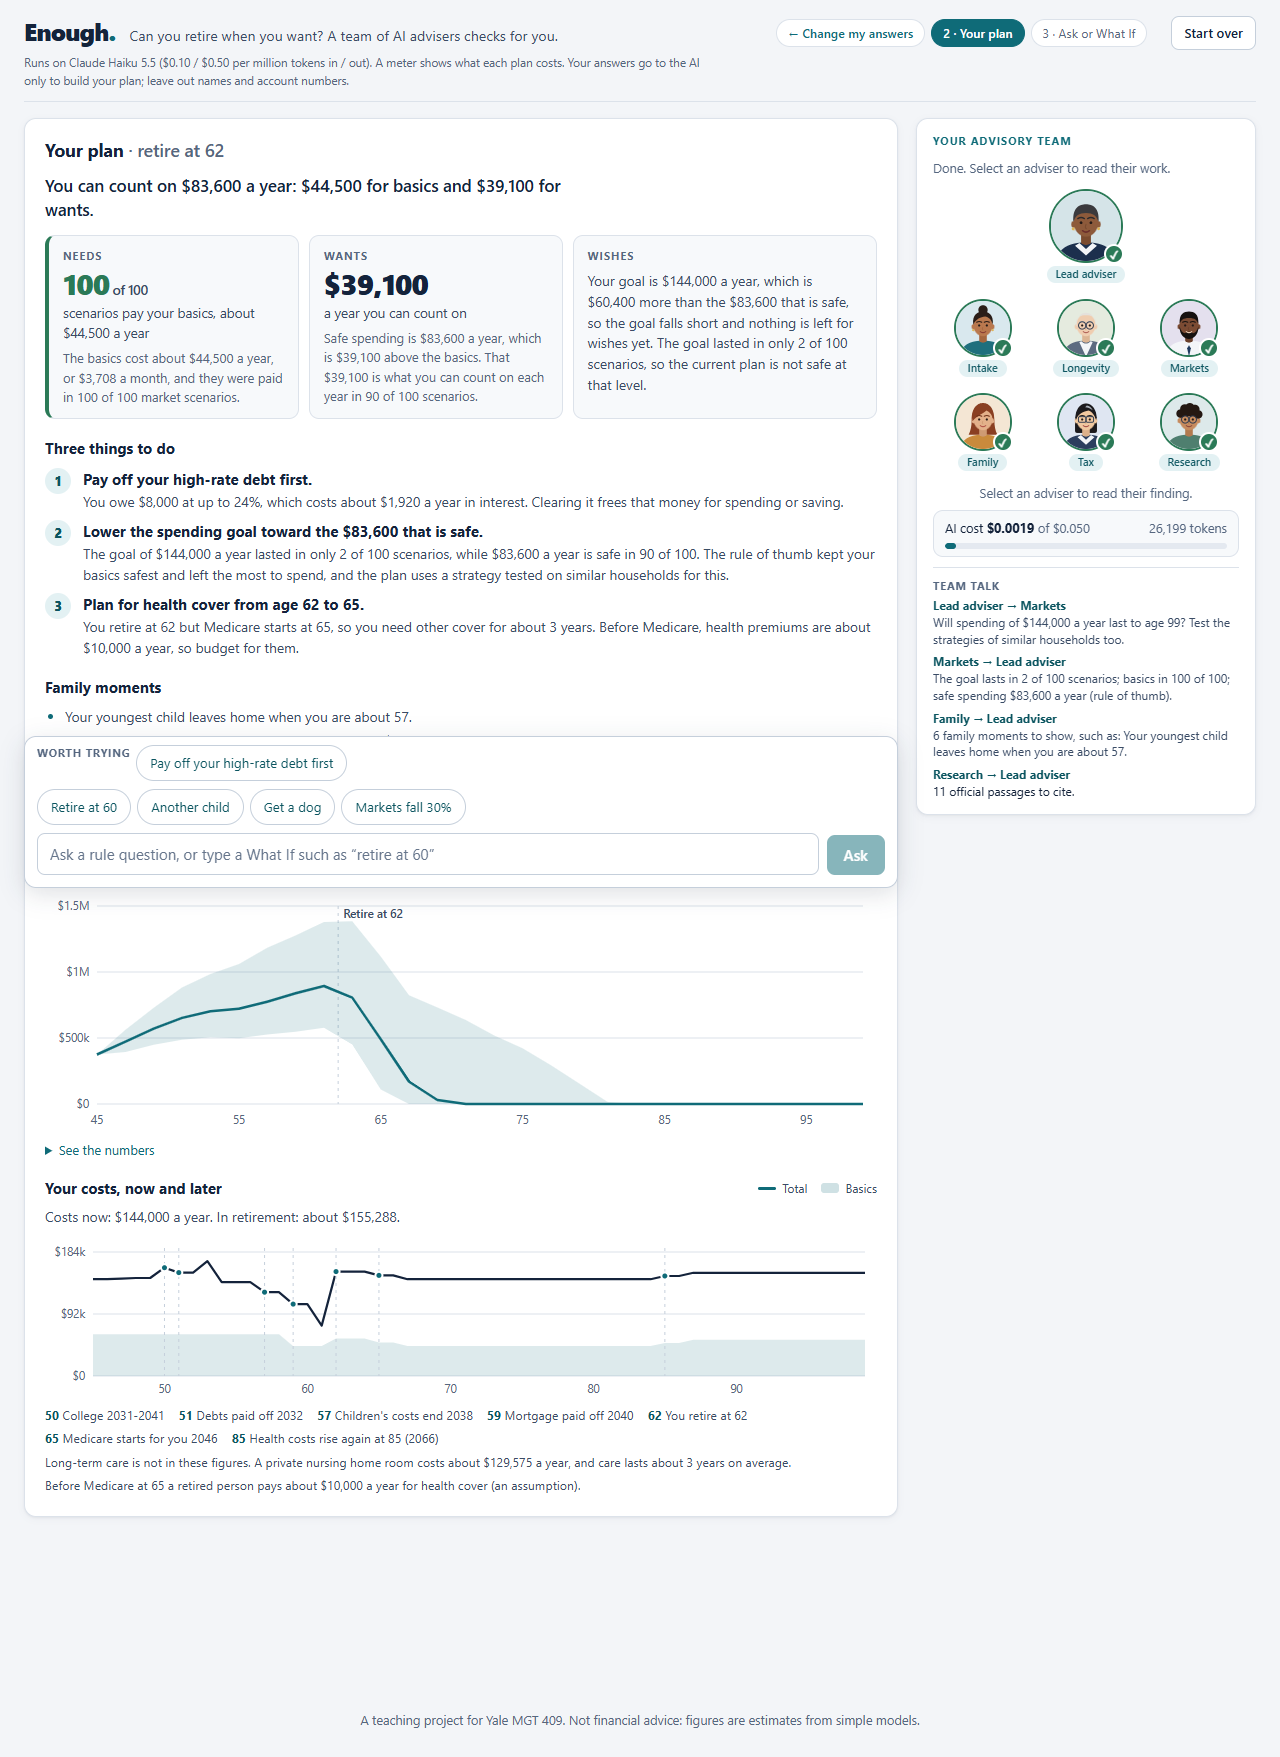 Enough.
Can you retire when you want? A team of AI advisers checks for you.
← Change my answers
2 · Your plan
3 · Ask or What If
Start over
Runs on Claude Haiku 5.5 ($0.10 / $0.50 per million tokens in / out). A meter shows what each plan costs. Your answers go to the AI
only to build your plan; leave out names and account numbers.
Your plan · retire at 62
You can count on $83,600 a year: $44,500 for basics and $39,100 for
wants.
NEEDS
100 of 100
scenarios pay your basics, about
$44,500 a year
The basics cost about $44,500 a year,
or $3,708 a month, and they were paid
in 100 of 100 market scenarios.
WANTS
$39,100
a year you can count on
Safe spending is $83,600 a year, which
is $39,100 above the basics. That
$39,100 is what you can count on each
year in 90 of 100 scenarios.
WISHES
Your goal is $144,000 a year, which is
$60,400 more than the $83,600 that is safe,
so the goal falls short and nothing is left for
wishes yet. The goal lasted in only 2 of 100
scenarios, so the current plan is not safe at
that level.
Three things to do
1
Pay off your high-rate debt first.
You owe $8,000 at up to 24%, which costs about $1,920 a year in interest. Clearing it frees that money for spending or saving.
2
Lower the spending goal toward the $83,600 that is safe.
The goal of $144,000 a year lasted in only 2 of 100 scenarios, while $83,600 a year is safe in 90 of 100. The rule of thumb kept your
basics safest and left the most to spend, and the plan uses a strategy tested on similar households for this.
3
Plan for health cover from age 62 to 65.
You retire at 62 but Medicare starts at 65, so you need other cover for about 3 years. Before Medicare, health premiums are about
$10,000 a year, so budget for them.
Family moments
• Your youngest child leaves home when you are about 57.
WORTH TRYING
Pay off your high-rate debt first
Retire at 60
Another child
Get a dog
Markets fall 30%
Ask a rule question, or type a What If such as “retire at 60”
Ask
$1.5M
Retire at 62
$1M
$500k
$0
45
55
65
75
85
95
▶ See the numbers
Your costs, now and later
Total
Basics
Costs now: $144,000 a year. In retirement: about $155,288.
$184k
$92k
$0
50
60
70
80
90
50 College 2031-2041
51 Debts paid off 2032
57 Children's costs end 2038
59 Mortgage paid off 2040
62 You retire at 62
65 Medicare starts for you 2046
85 Health costs rise again at 85 (2066)
Long-term care is not in these figures. A private nursing home room costs about $129,575 a year, and care lasts about 3 years on average.
Before Medicare at 65 a retired person pays about $10,000 a year for health cover (an assumption).
YOUR ADVISORY TEAM
Done. Select an adviser to read their work.
Lead adviser
Intake
Longevity
Markets
Family
Tax
Research
Select an adviser to read their finding.
AI cost $0.0019 of $0.050
26,199 tokens
TEAM TALK
Lead adviser → Markets
Will spending of $144,000 a year last to age 99? Test the
strategies of similar households too.
Markets → Lead adviser
The goal lasts in 2 of 100 scenarios; basics in 100 of 100;
safe spending $83,600 a year (rule of thumb).
Family → Lead adviser
6 family moments to show, such as: Your youngest child
leaves home when you are about 57.
Research → Lead adviser
11 official passages to cite.
A teaching project for Yale MGT 409. Not financial advice: figures are estimates from simple models.